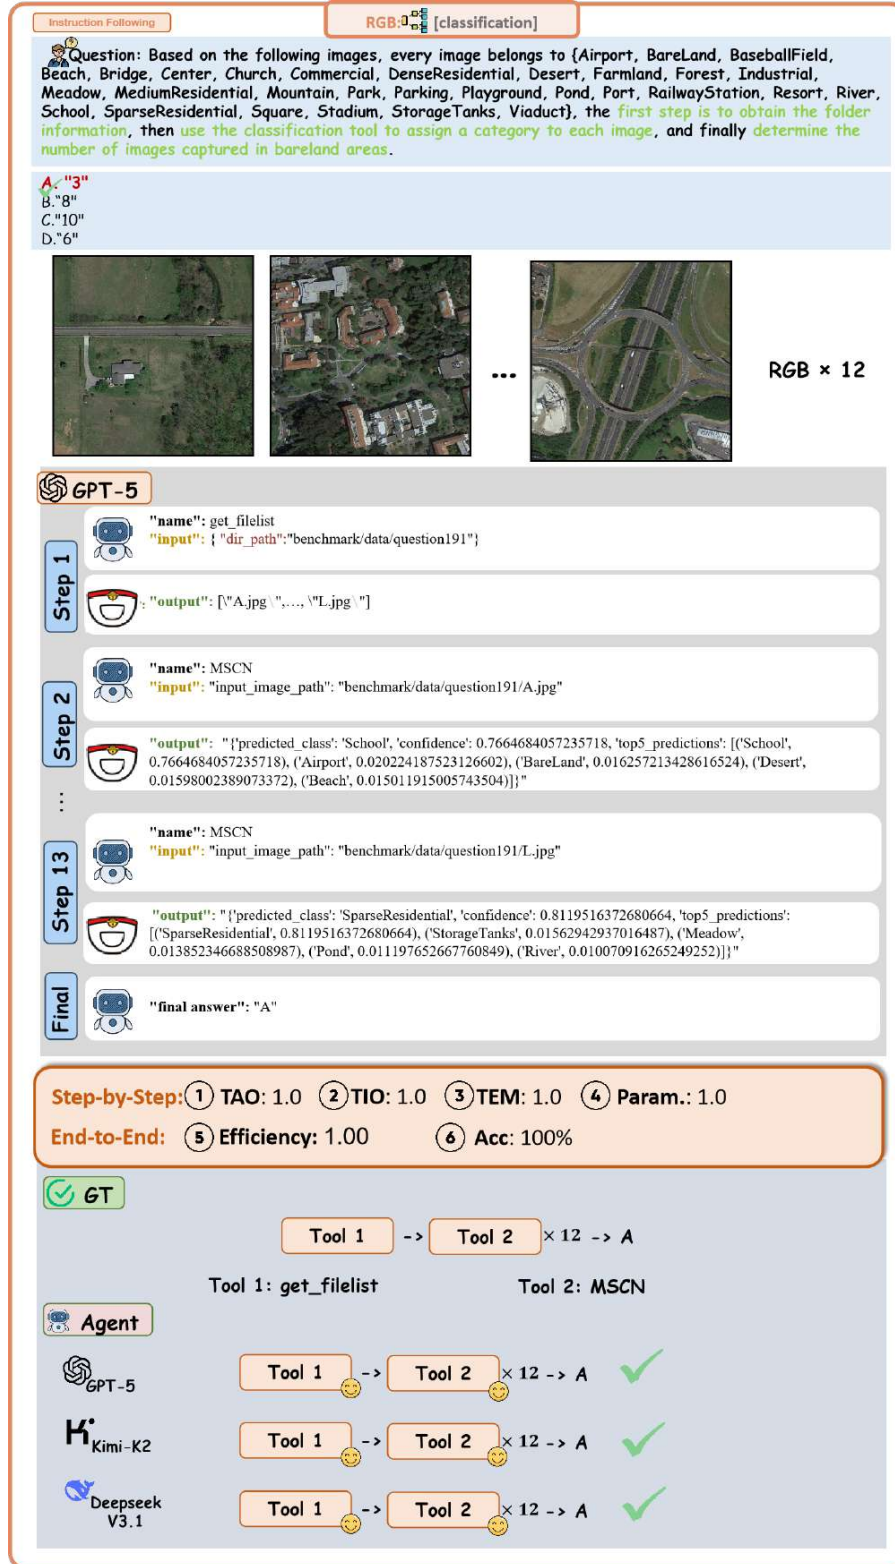 Instruction Following
RGB: [classification]
Question: Based on the following images, every image belongs to {Airport, BareLand, BaseballField,
Beach, Bridge, Center, Church, Commercial, DenseResidential, Desert, Farmland, Forest, Industrial,
Meadow, MediumResidential, Mountain, Park, Parking, Playground, Pond, Port, RailwayStation, Resort, River,
School, SparseResidential, Square, Stadium, StorageTanks, Viaduct}, the first step is to obtain the folder
information, then use the classification tool to assign a category to each image, and finally determine the
number of images captured in bareland areas.
A. "3"
B."8"
C."10"
D."6"
...
RGB × 12
GPT-5
Step 1
"name": get_filelist
"input": { "dir_path":"benchmark/data/question191"}
"output": [\"A.jpg\",…, \"L.jpg\"]
Step 2
"name": MSCN
"input": "input_image_path": "benchmark/data/question191/A.jpg"
"output": "{'predicted_class': 'School', 'confidence': 0.7664684057235718, 'top5_predictions': [('School',
0.7664684057235718), ('Airport', 0.020224187523126602), ('BareLand', 0.016257213428616524), ('Desert',
0.01598002389073372), ('Beach', 0.015011915005743504)]}"
⋮
Step 13
"name": MSCN
"input": "input_image_path": "benchmark/data/question191/L.jpg"
"output": "{'predicted_class': 'SparseResidential', 'confidence': 0.8119516372680664, 'top5_predictions':
[('SparseResidential', 0.8119516372680664), ('StorageTanks', 0.01562942937016487), ('Meadow',
0.013852346688508987), ('Pond', 0.011197652667760849), ('River', 0.010070916265249252)]}"
Final
"final answer": "A"
Step-by-Step: ① TAO: 1.0 ② TIO: 1.0 ③ TEM: 1.0 ④ Param.: 1.0
End-to-End: ⑤ Efficiency: 1.00 ⑥ Acc: 100%
GT
Tool 1 -> Tool 2 × 12 -> A
Tool 1: get_filelist Tool 2: MSCN
Agent
GPT-5 Tool 1 -> Tool 2 × 12 -> A
Kimi-K2 Tool 1 -> Tool 2 × 12 -> A
Deepseek
V3.1 Tool 1 -> Tool 2 × 12 -> A